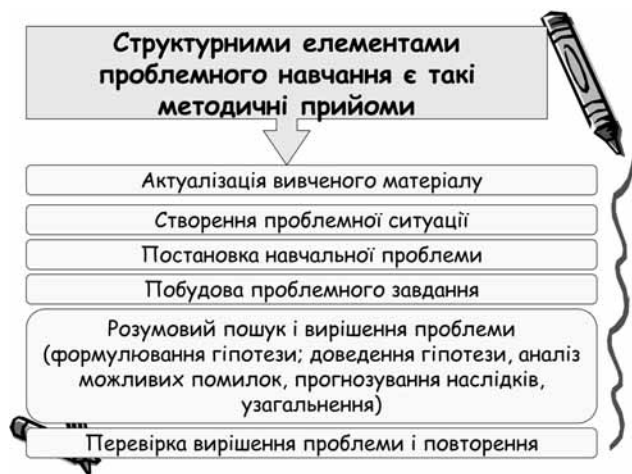 Структурними елементами
проблемного навчання є такі
методичні прийоми
Актуалізація вивченого матеріалу
Створення проблемної ситуації
Постановка навчальної проблеми
Побудова проблемного завдання
Розумовий пошук і вирішення проблеми
(формулювання гіпотези; доведення гіпотези, аналіз
можливих помилок, прогнозування наслідків,
узагальнення)
Перевірка вирішення проблеми і повторення